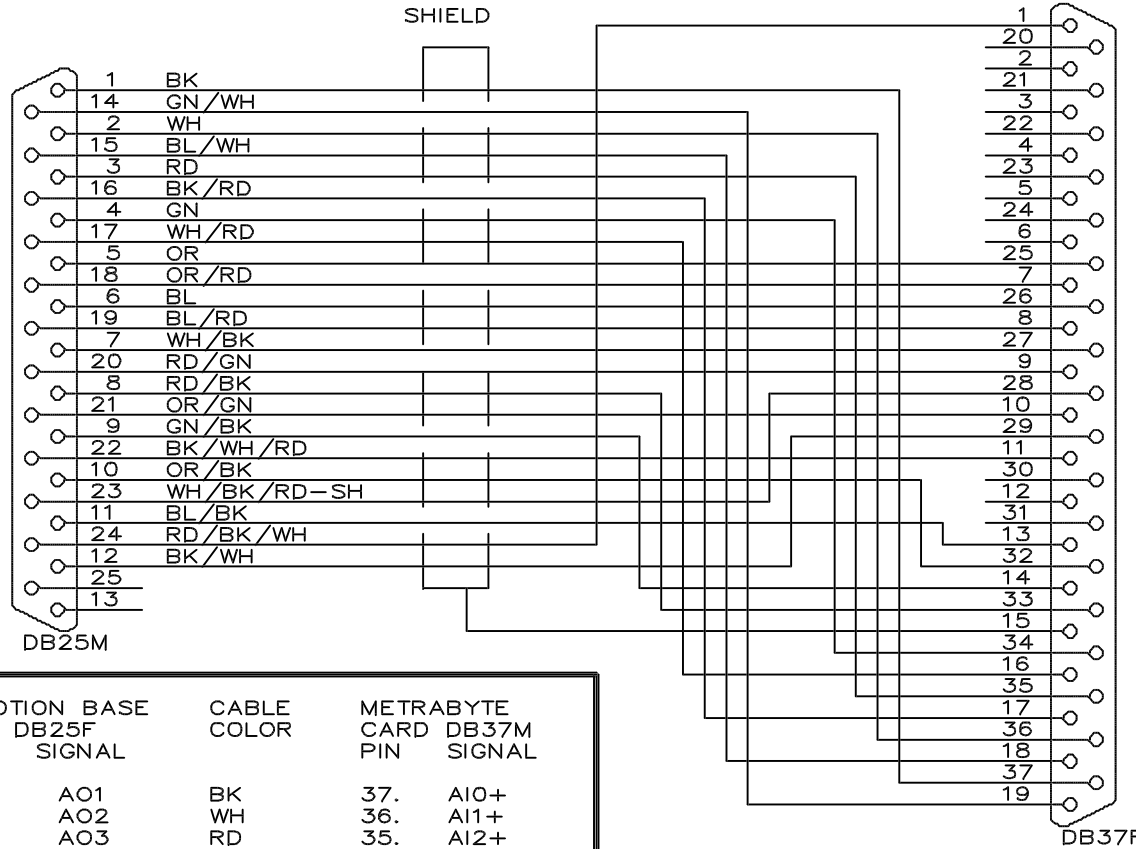 SHIELD
1 BK
14 GN/WH
2 WH
15 BL/WH
3 RD
16 BK/RD
4 GN
17 WH/RD
5 OR
18 OR/RD
6 BL
19 BL/RD
7 WH/BK
20 RD/GN
8 RD/BK
21 OR/GN
9 GN/BK
22 BK/WH/RD
10 OR/BK
23 WH/BK/RD-SH
11 BL/BK
24 RD/BK/WH
12 BK/WH
25
13
DB25M
1
20
2
21
3
22
4
23
5
24
6
25
7
26
8
27
9
28
10
29
11
30
12
31
13
32
14
33
15
34
16
35
17
36
18
37
19
DB37F
OTION BASE CABLE METRABYTE
DB25F COLOR CARD DB37M
SIGNAL PIN SIGNAL
AO1 BK 37. AI0+
AO2 WH 36. AI1+
AO3 RD 35. AI2+